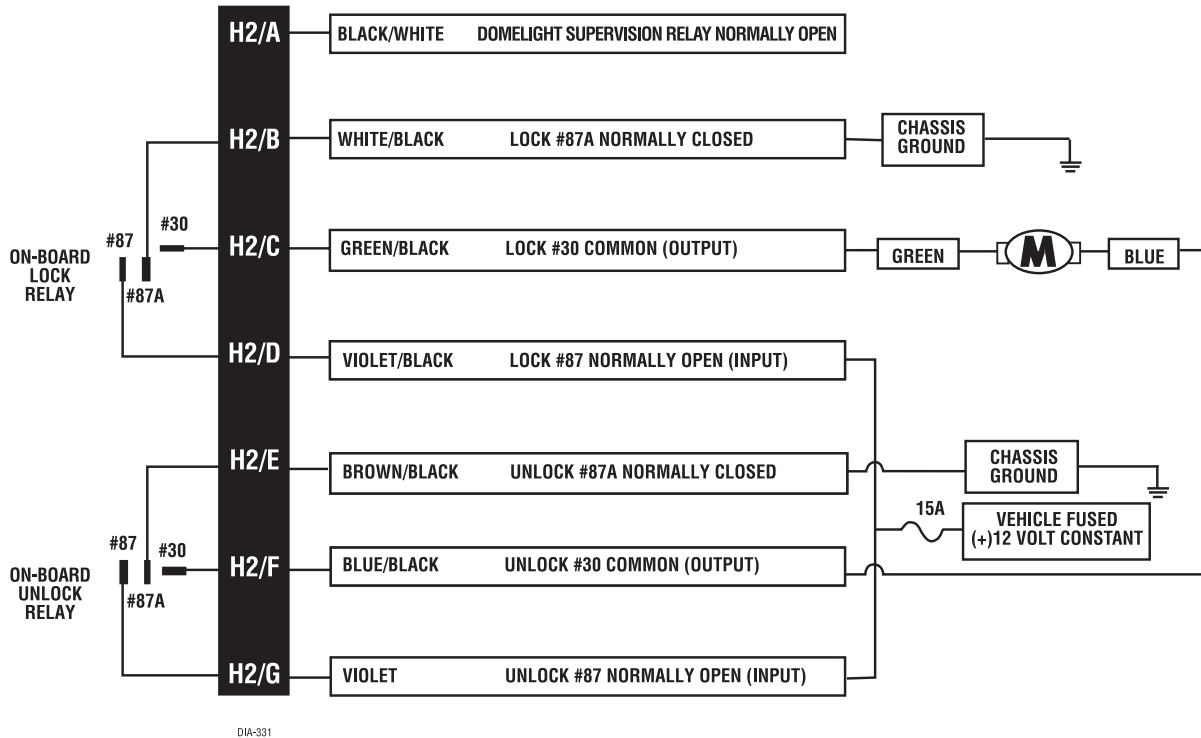 H2/A BLACK/WHITE DOMELIGHT SUPERVISION RELAY NORMALLY OPEN
H2/B WHITE/BLACK LOCK #87A NORMALLY CLOSED
CHASSIS
GROUND
#87
#30
#87A
ON-BOARD
LOCK
RELAY
H2/C GREEN/BLACK LOCK #30 COMMON (OUTPUT) GREEN M BLUE
H2/D VIOLET/BLACK LOCK #87 NORMALLY OPEN (INPUT)
H2/E BROWN/BLACK UNLOCK #87A NORMALLY CLOSED
CHASSIS
GROUND
15A
VEHICLE FUSED
(+)12 VOLT CONSTANT
#87
#30
#87A
ON-BOARD
UNLOCK
RELAY
H2/F BLUE/BLACK UNLOCK #30 COMMON (OUTPUT)
H2/G VIOLET UNLOCK #87 NORMALLY OPEN (INPUT)
DIA-331